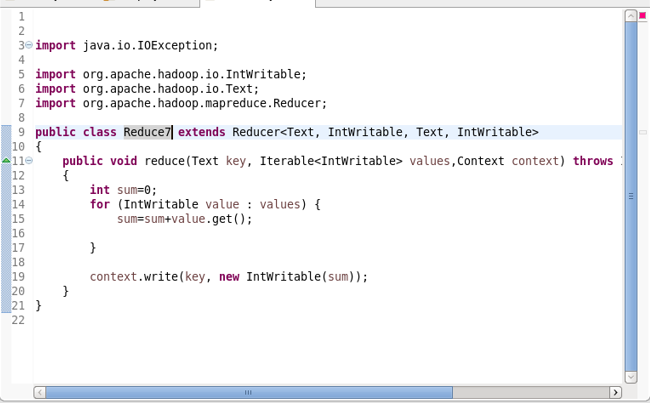 1
2
3 import java.io.IOException;
4
5 import org.apache.hadoop.io.IntWritable;
6 import org.apache.hadoop.io.Text;
7 import org.apache.hadoop.mapreduce.Reducer;
8
9 public class Reduce7 extends Reducer<Text, IntWritable, Text, IntWritable>
10 {
11 public void reduce(Text key, Iterable<IntWritable> values,Context context) throws
12 {
13 int sum=0;
14 for (IntWritable value : values) {
15 sum=sum+value.get();
16
17 }
18
19 context.write(key, new IntWritable(sum));
20 }
21 }
22